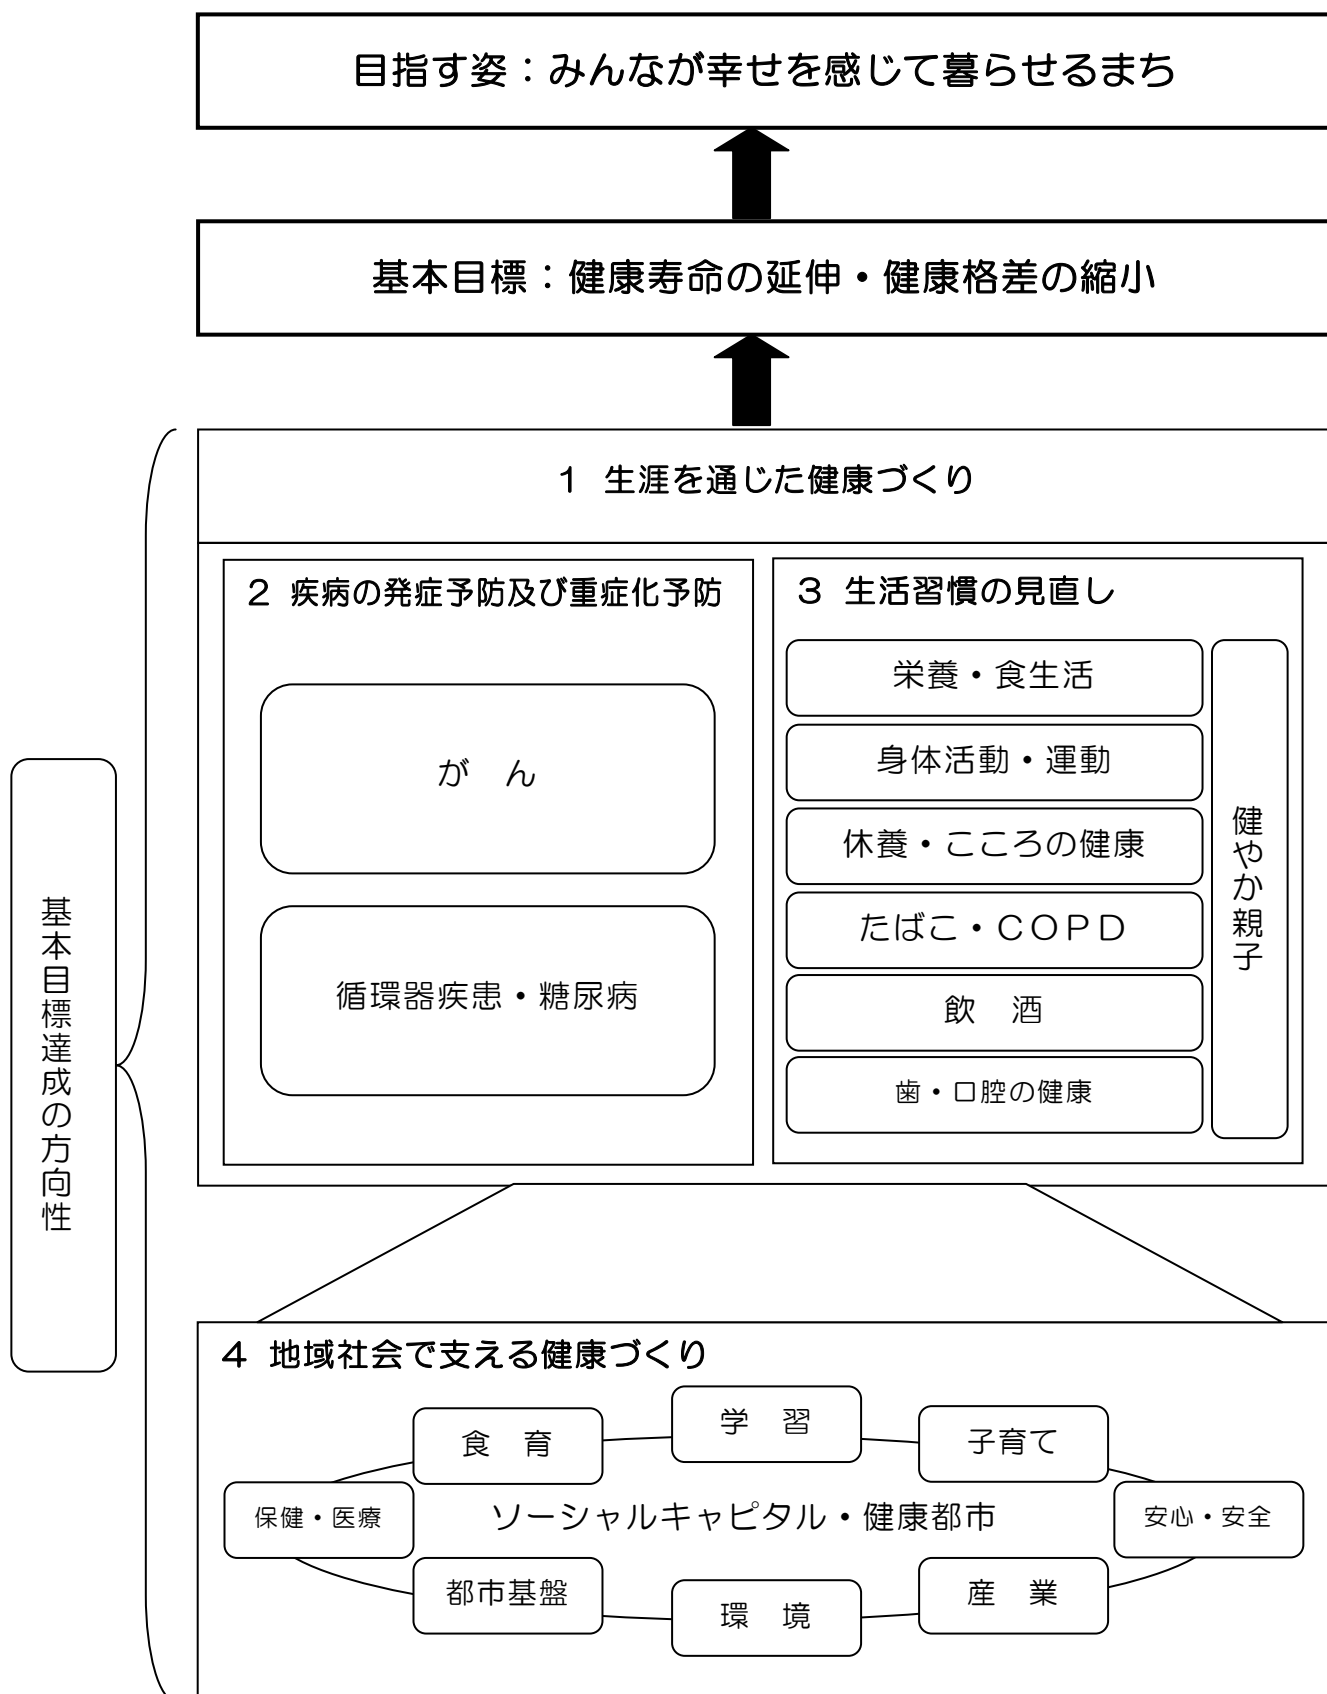 目指す姿：みんなが幸せを感じて暮らせるまち
基本目標：健康寿命の延伸・健康格差の縮小
基本目標達成の方向性
１　生涯を通じた健康づくり
２　疾病の発症予防及び重症化予防
が　ん
循環器疾患・糖尿病
３　生活習慣の見直し
栄養・食生活
身体活動・運動
休養・こころの健康
たばこ・ＣＯＰＤ
飲　酒
歯・口腔の健康
健やか親子
４　地域社会で支える健康づくり
食　育
学　習
子育て
保健・医療
ソーシャルキャピタル・健康都市
安心・安全
都市基盤
環　境
産　業